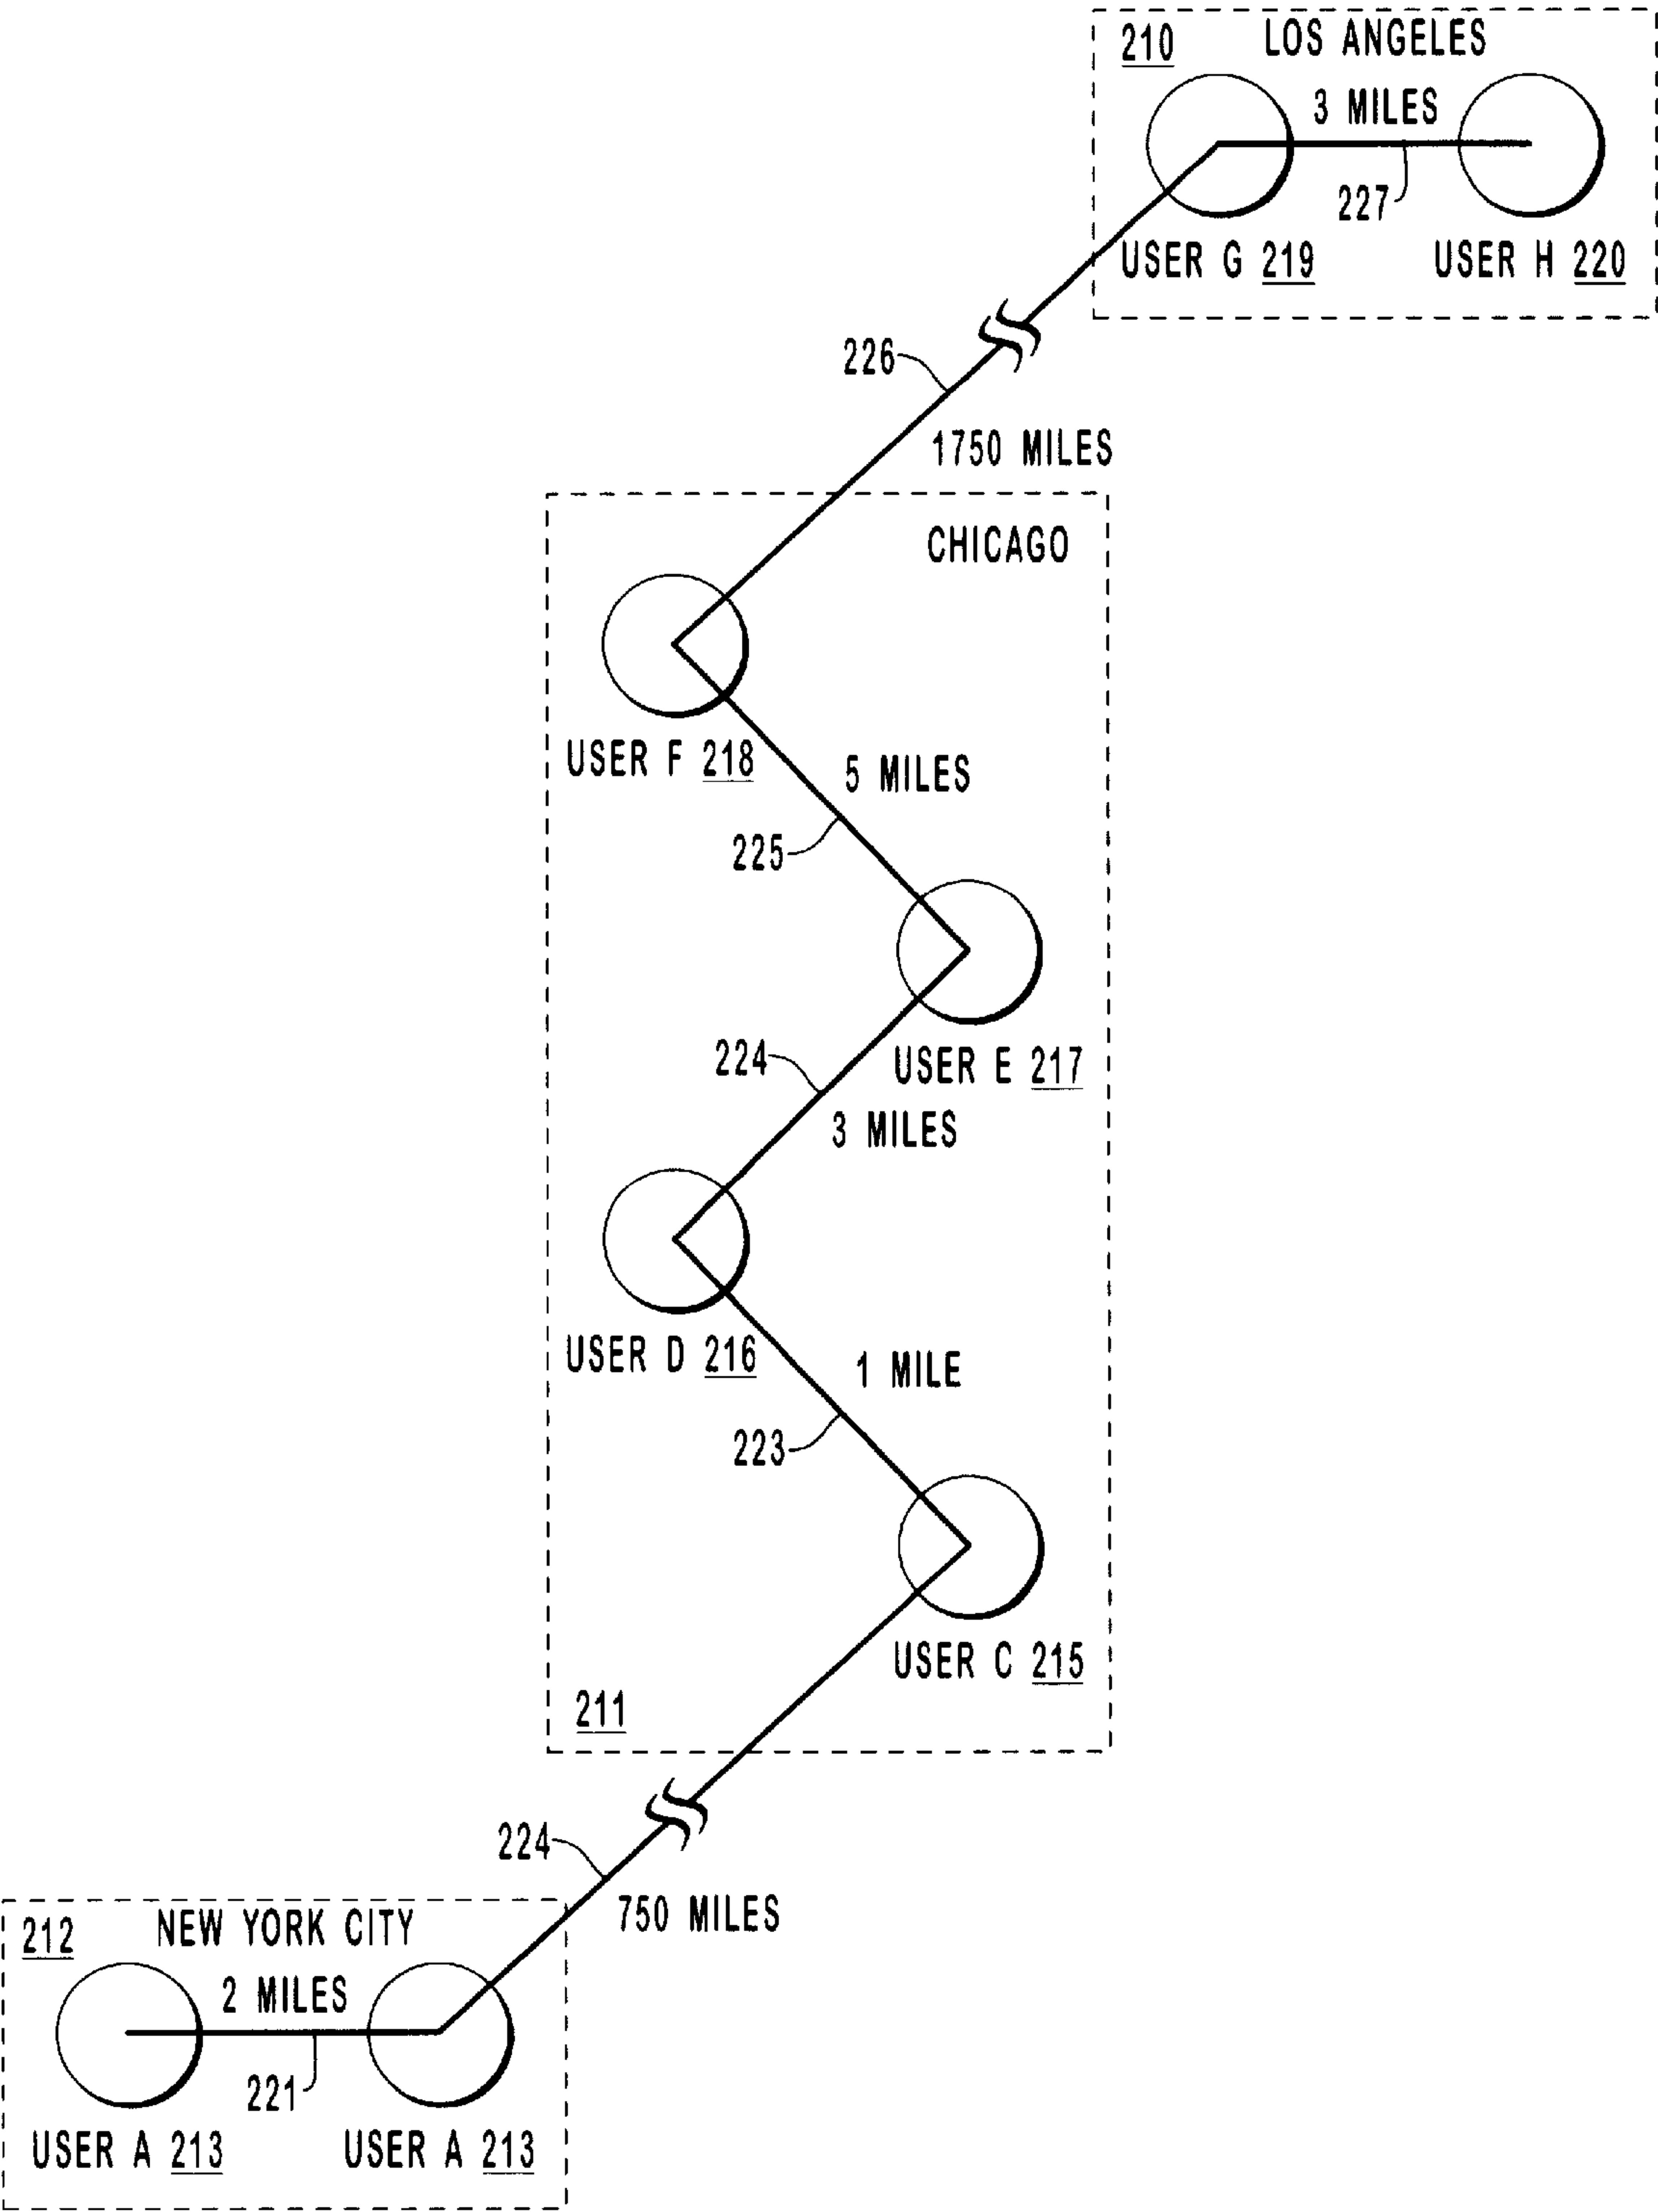 210 LOS ANGELES
3 MILES
227
USER G 219 USER H 220
226
1750 MILES
CHICAGO
USER F 218
5 MILES
225
USER E 217
224
3 MILES
USER D 216
1 MILE
223
USER C 215
211
224
750 MILES
212 NEW YORK CITY
2 MILES
221
USER A 213 USER A 213